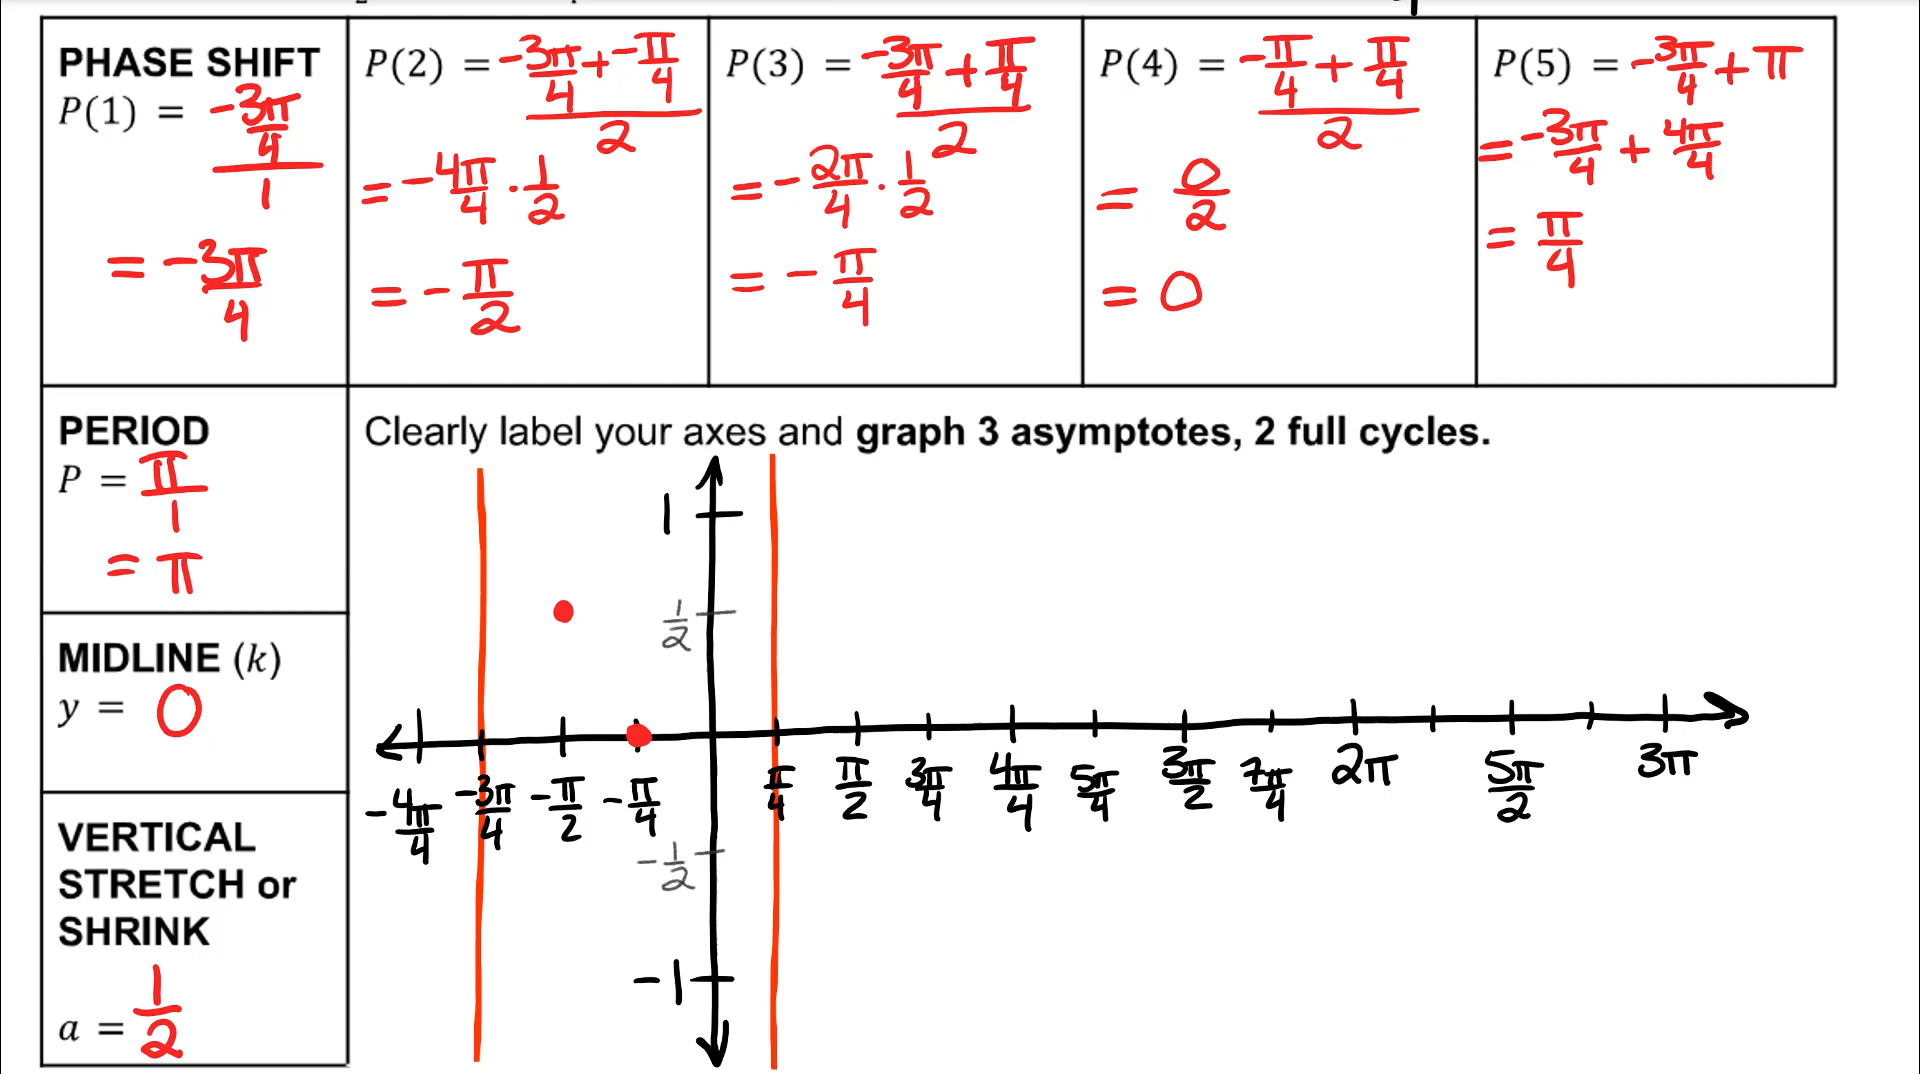 PHASE SHIFT
P(1) = -3π/4 / 1
= -3π/4
P(2) = (-3π/4 + -π/4) / 2
= -4π/4 · 1/2
= -π/2
P(3) = (-3π/4 + π/4) / 2
= -2π/4 · 1/2
= -π/4
P(4) = (-π/4 + π/4) / 2
= 0/2
= 0
P(5) = -3π/4 + π
= -3π/4 + 4π/4
= π/4
PERIOD
P = π/1
= π
MIDLINE (k)
y = 0
VERTICAL
STRETCH or
SHRINK
a = 1/2
Clearly label your axes and graph 3 asymptotes, 2 full cycles.
1
1/2
-4π/4 -3π/4 -π/2 -π/4 π/4 π/2 3π/4 4π/4 5π/4 3π/2 7π/4 2π 5π/2 3π
-1/2
-1